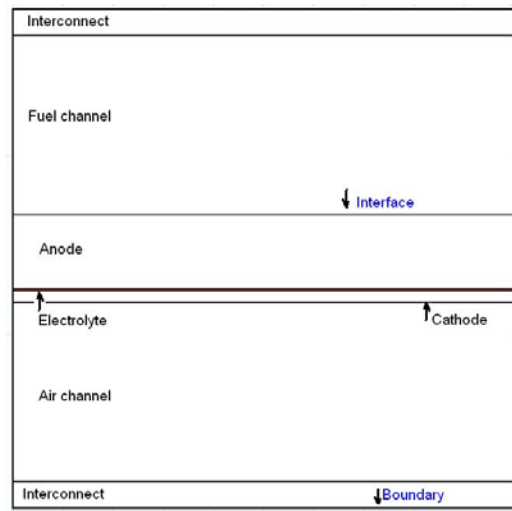 Interconnect
Fuel channel
Interface
Anode
Electrolyte
Cathode
Air channel
Interconnect
Boundary